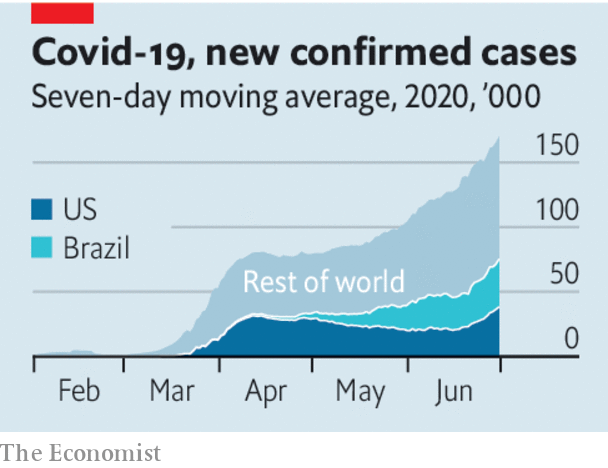 Covid-19, new confirmed cases
Seven-day moving average, 2020, ’000
150
US
100
Brazil
Rest of world
50
0
Feb Mar Apr May Jun
The Economist